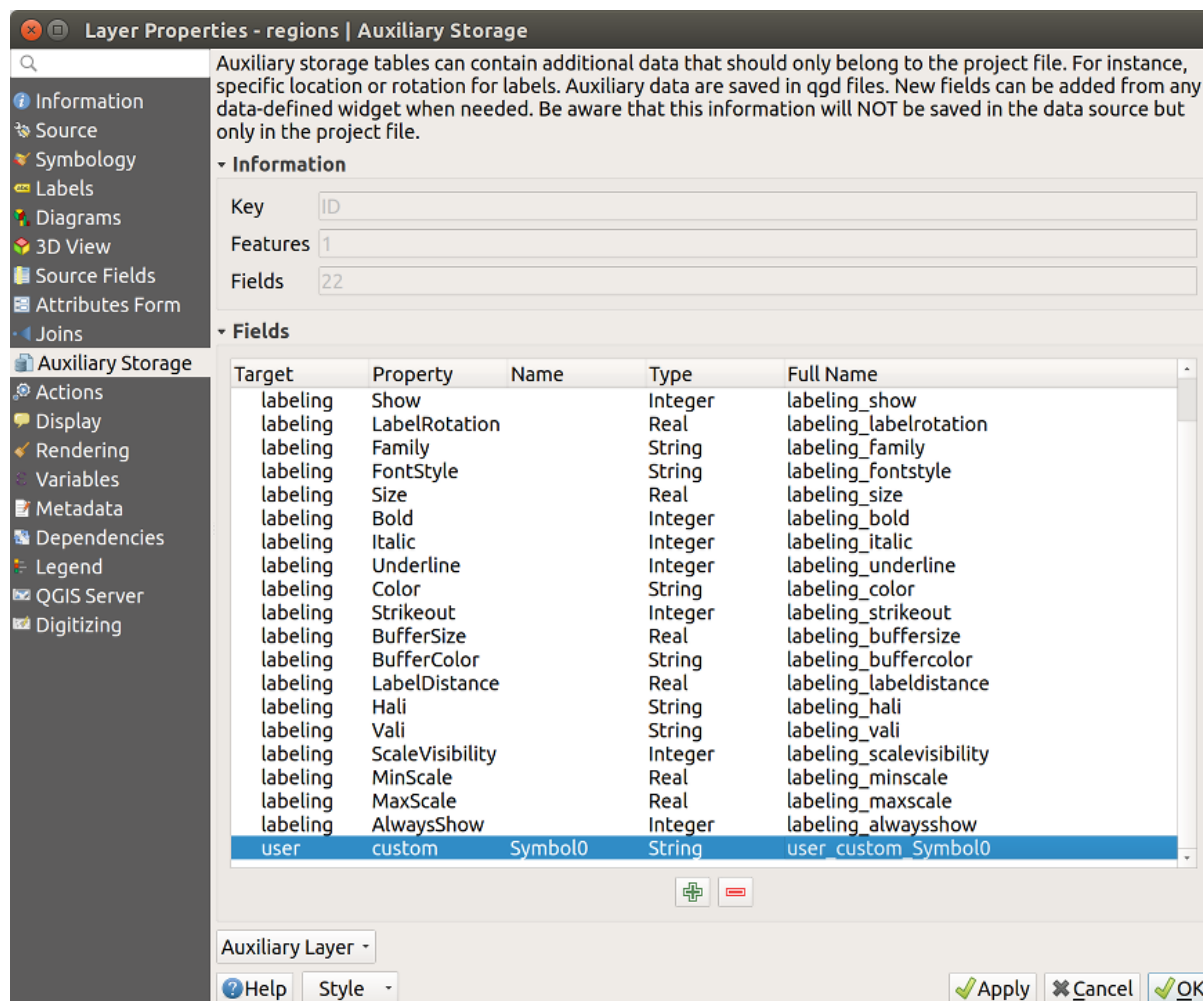 Layer Properties - regions | Auxiliary Storage
Information
Source
Symbology
Labels
Diagrams
3D View
Source Fields
Attributes Form
Joins
Auxiliary Storage
Actions
Display
Rendering
Variables
Metadata
Dependencies
Legend
QGIS Server
Digitizing
Auxiliary storage tables can contain additional data that should only belong to the project file. For instance,
specific location or rotation for labels. Auxiliary data are saved in qgd files. New fields can be added from any
data-defined widget when needed. Be aware that this information will NOT be saved in the data source but
only in the project file.
Information
Key ID
Features 1
Fields 22
Fields
Target Property Name Type Full Name
labeling Show Integer labeling_show
labeling LabelRotation Real labeling_labelrotation
labeling Family String labeling_family
labeling FontStyle String labeling_fontstyle
labeling Size Real labeling_size
labeling Bold Integer labeling_bold
labeling Italic Integer labeling_italic
labeling Underline Integer labeling_underline
labeling Color String labeling_color
labeling Strikeout Integer labeling_strikeout
labeling BufferSize Real labeling_buffersize
labeling BufferColor String labeling_buffercolor
labeling LabelDistance Real labeling_labeldistance
labeling Hali String labeling_hali
labeling Vali String labeling_vali
labeling ScaleVisibility Integer labeling_scalevisibility
labeling MinScale Real labeling_minscale
labeling MaxScale Real labeling_maxscale
labeling AlwaysShow Integer labeling_alwaysshow
user custom Symbol0 String user_custom_Symbol0
Auxiliary Layer
Help Style Apply Cancel OK